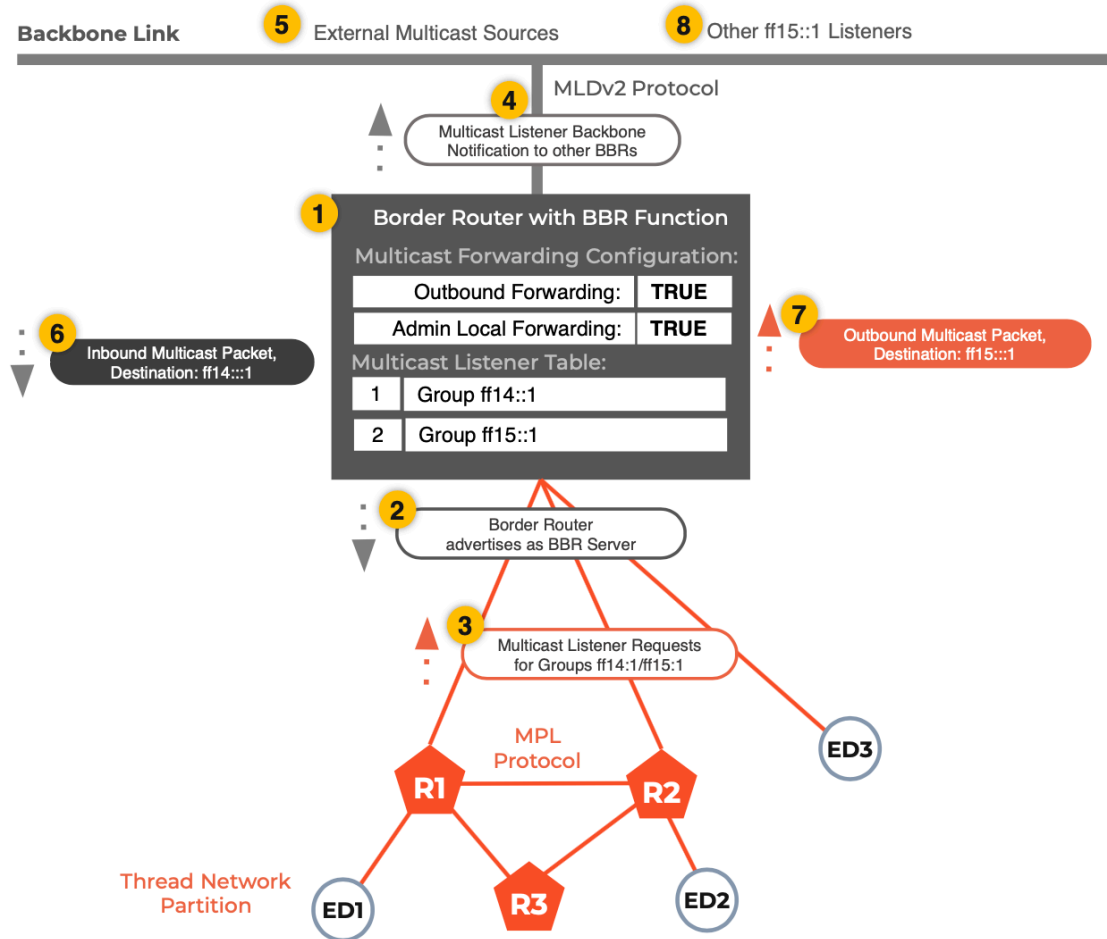 Backbone Link
5
External Multicast Sources
8
Other ff15::1 Listeners
MLDv2 Protocol
4
Multicast Listener Backbone
Notification to other BBRs
1
Border Router with BBR Function
Multicast Forwarding Configuration:
Outbound Forwarding: TRUE
Admin Local Forwarding: TRUE
Multicast Listener Table:
1 Group ff14::1
2 Group ff15::1
6
Inbound Multicast Packet,
Destination: ff14:::1
7
Outbound Multicast Packet,
Destination: ff15:::1
2
Border Router
advertises as BBR Server
3
Multicast Listener Requests
for Groups ff14:1/ff15:1
MPL
Protocol
ED3
R1
R2
Thread Network
Partition
ED1
R3
ED2